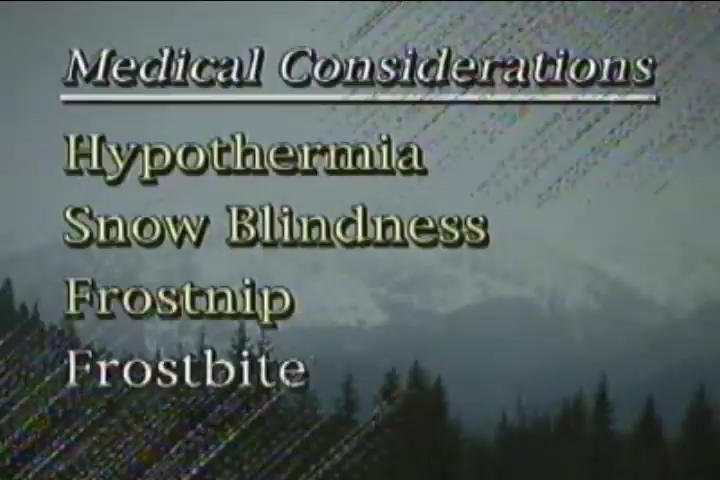 Medical Considerations
Hypothermia
Snow Blindness
Frostnip
Frostbite